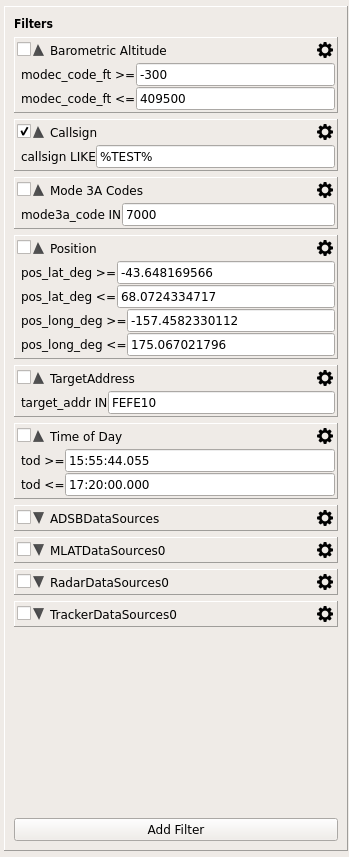 Filters
Barometric Altitude
modec_code_ft >= -300
modec_code_ft <= 409500
Callsign
callsign LIKE %TEST%
Mode 3A Codes
mode3a_code IN 7000
Position
pos_lat_deg >= -43.648169566
pos_lat_deg <= 68.0724334717
pos_long_deg >= -157.4582330112
pos_long_deg <= 175.067021796
TargetAddress
target_addr IN FEFE10
Time of Day
tod >= 15:55:44.055
tod <= 17:20:00.000
ADSBDataSources
MLATDataSources0
RadarDataSources0
TrackerDataSources0
Add Filter